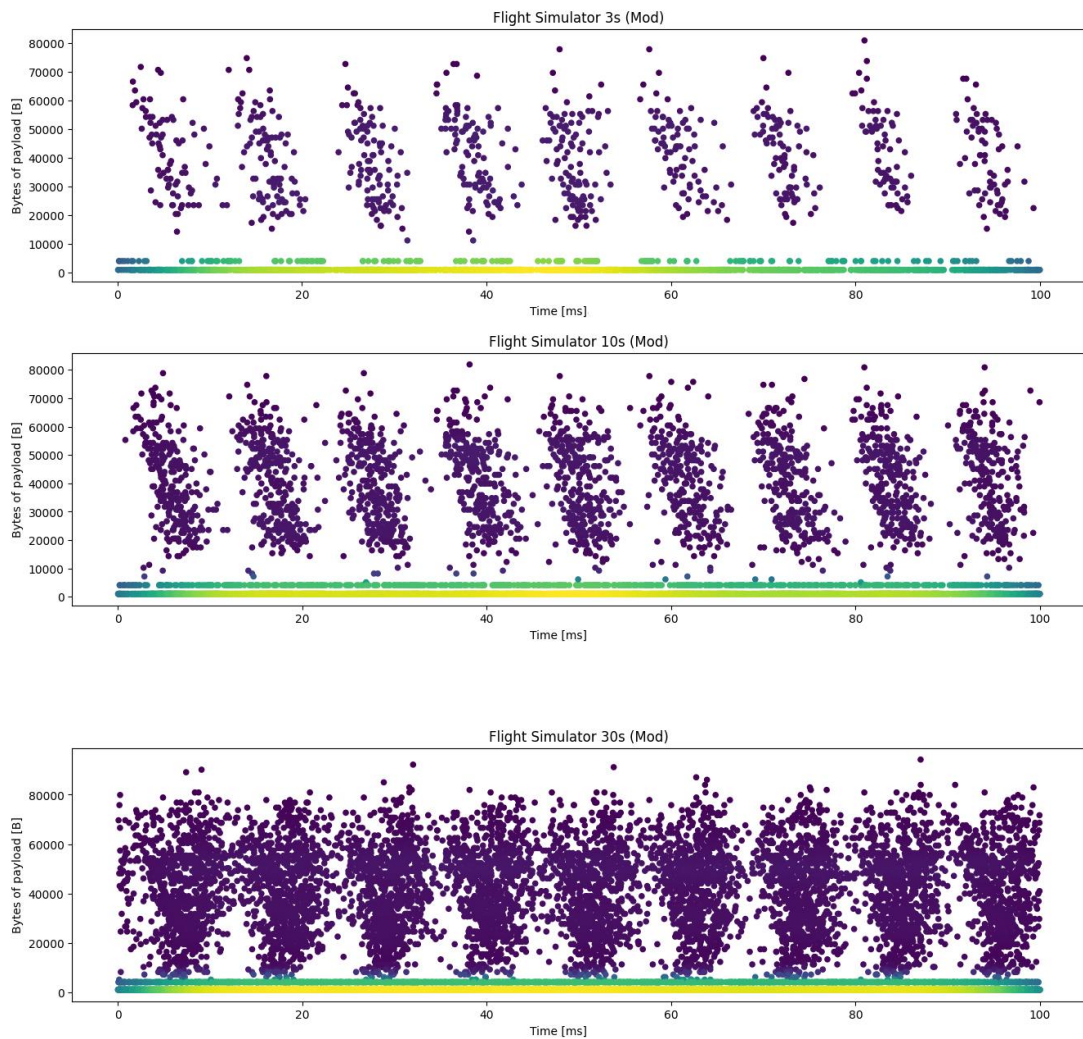 Flight Simulator 3s (Mod)
80000
70000
60000
50000
40000
30000
20000
10000
0
Bytes of payload [B]
0 20 40 60 80 100
Time [ms]
Flight Simulator 10s (Mod)
80000
70000
60000
50000
40000
30000
20000
10000
0
Bytes of payload [B]
0 20 40 60 80 100
Time [ms]
Flight Simulator 30s (Mod)
80000
60000
40000
20000
0
Bytes of payload [B]
0 20 40 60 80 100
Time [ms]